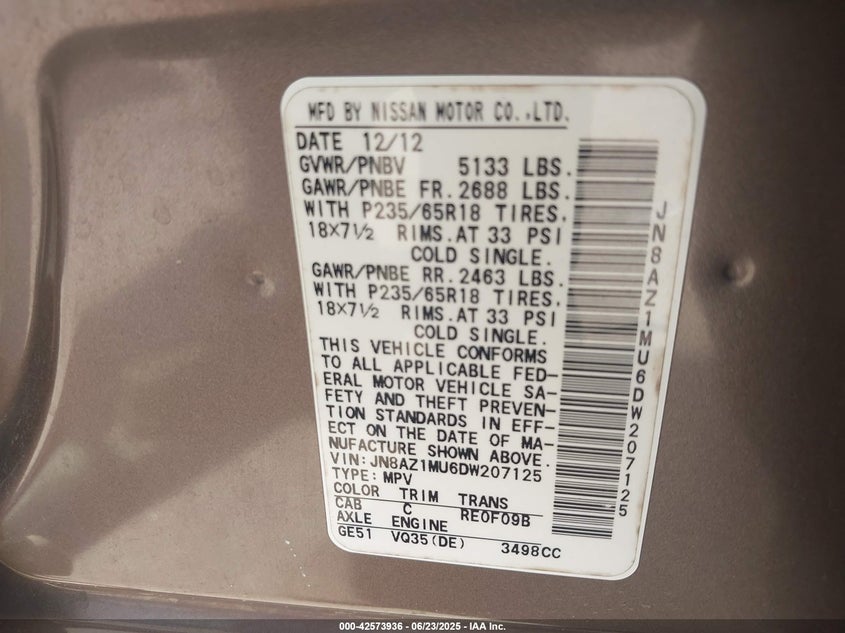 MFD BY NISSAN MOTOR CO.,LTD.
DATE 12/12
GVWR/PNBV 5133 LBS.
GAWR/PNBE FR. 2688 LBS.
WITH P235/65R18 TIRES.
18×7½ RIMS. AT 33 PSI
COLD SINGLE.
GAWR/PNBE RR. 2463 LBS.
WITH P235/65R18 TIRES.
18×7½ RIMS. AT 33 PSI
COLD SINGLE.
THIS VEHICLE CONFORMS
TO ALL APPLICABLE FED-
ERAL MOTOR VEHICLE SA-
FETY AND THEFT PREVEN-
TION STANDARDS IN EFF-
ECT ON THE DATE OF MA-
NUFACTURE SHOWN ABOVE.
VIN: JN8AZ1MU6DW207125
TYPE: MPV
COLOR TRIM TRANS
CAB C RE0F09B
AXLE ENGINE
GE51 VQ35(DE) 3498CC
JN8AZ1MU6DW207125
000-42573936 - 06/23/2025 - IAA Inc.